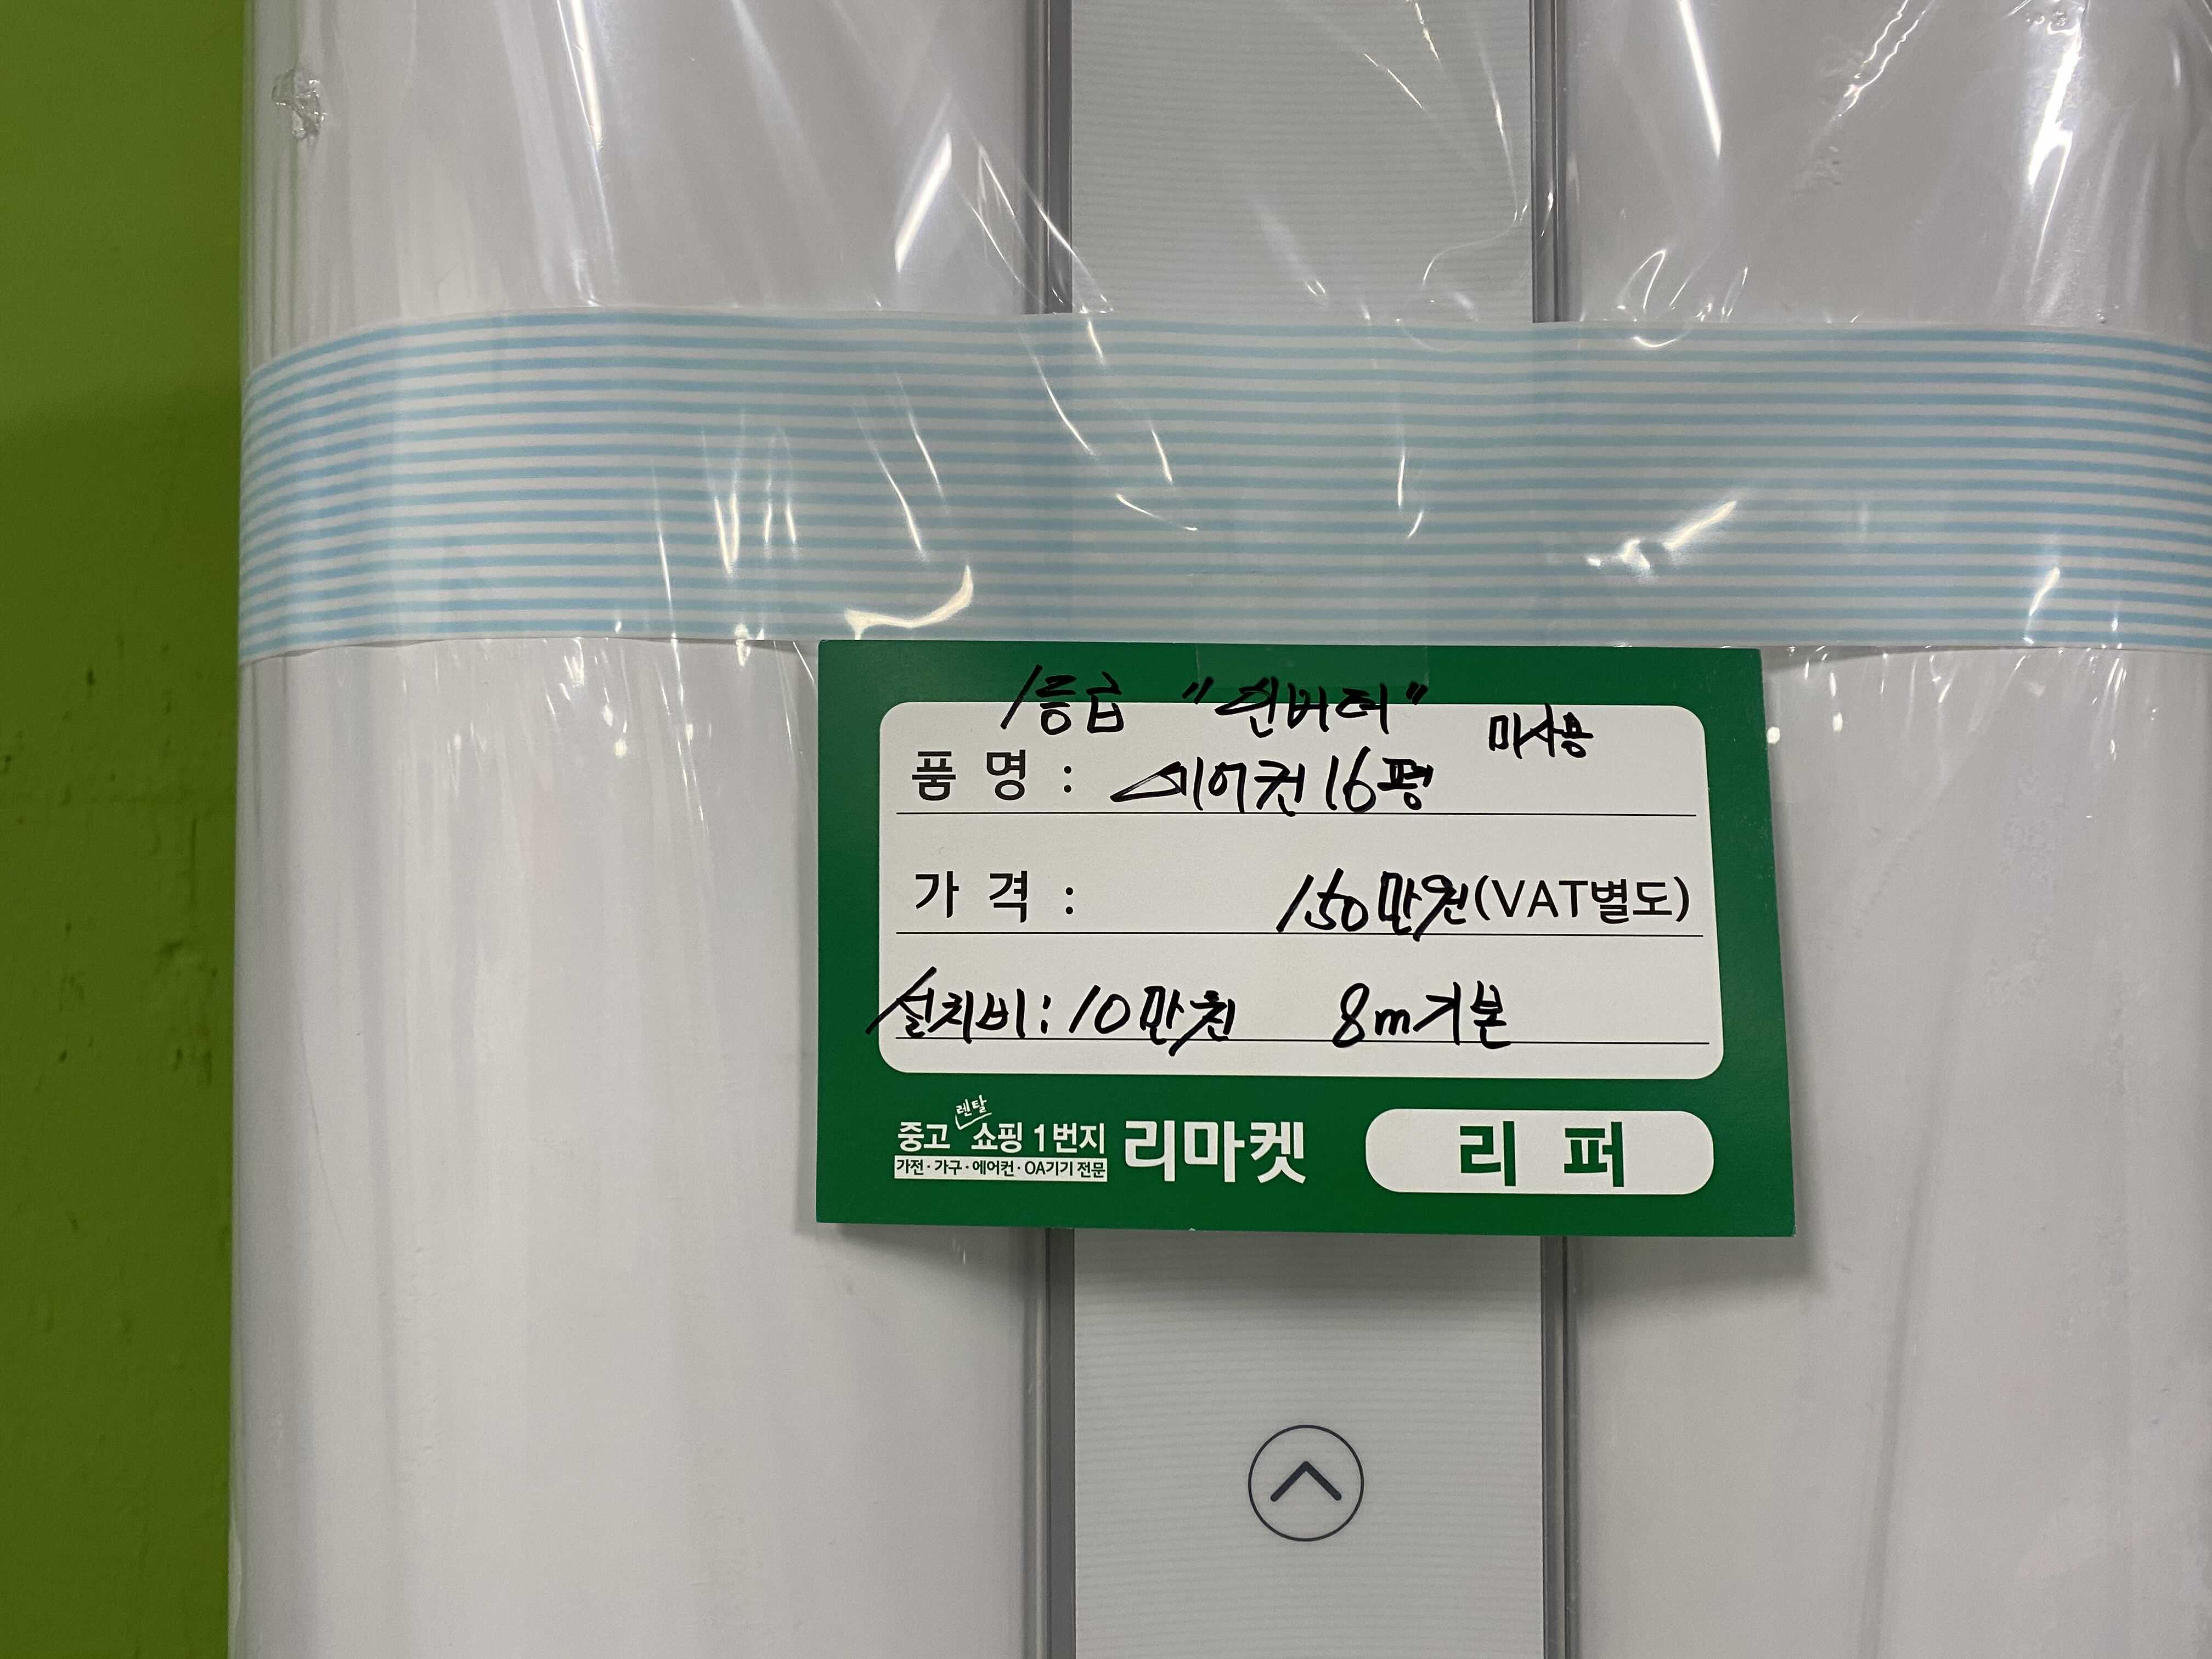 1등급 "인버터"
미사용
품 명 : 에어컨 16평
가 격 : 150만원 (VAT별도)
설치비 : 10만원 8m기본
렌탈
중고 쇼핑 1번지
가전·가구·에어컨·OA기기 전문
리마켓
리 퍼